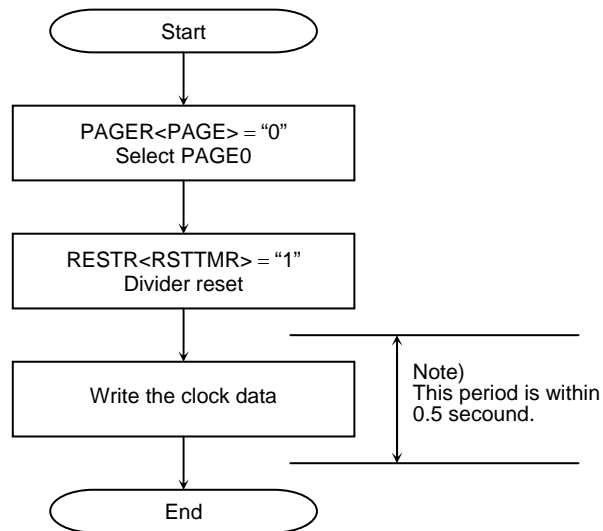 Start
PAGER<PAGE> = “0”
Select PAGE0
RESTR<RSTTMR> = “1”
Divider reset
Write the clock data
Note)
This period is within
0.5 secound.
End